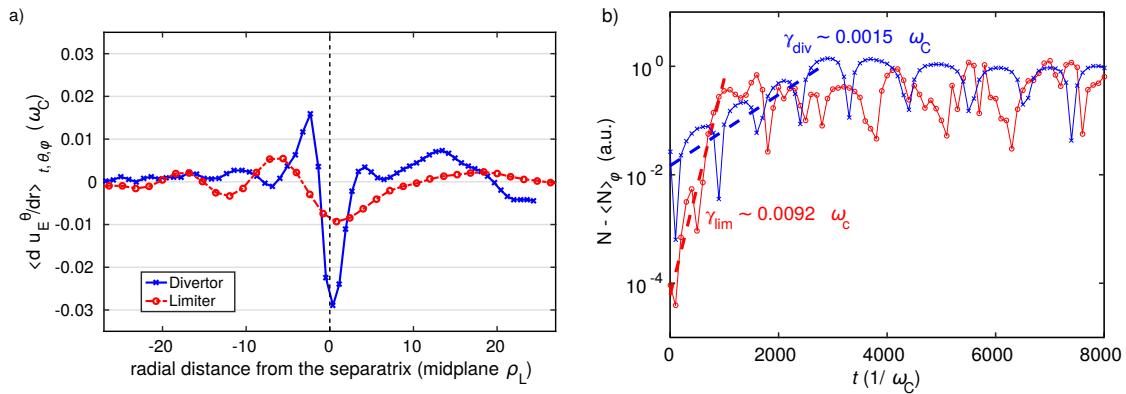 a)
<d u_E^θ/dr> _{t,θ,φ} (ω_C)
0.03
0.02
0.01
0
-0.01
-0.02
-0.03
Divertor
Limiter
-20
-10
0
10
20
radial distance from the separatrix (midplane ρ_L)
b)
N - <N>_φ (a.u.)
10^0
10^-2
10^-4
γ_div ~ 0.0015 ω_C
γ_lim ~ 0.0092 ω_c
0
2000
4000
6000
8000
t (1/ ω_C)